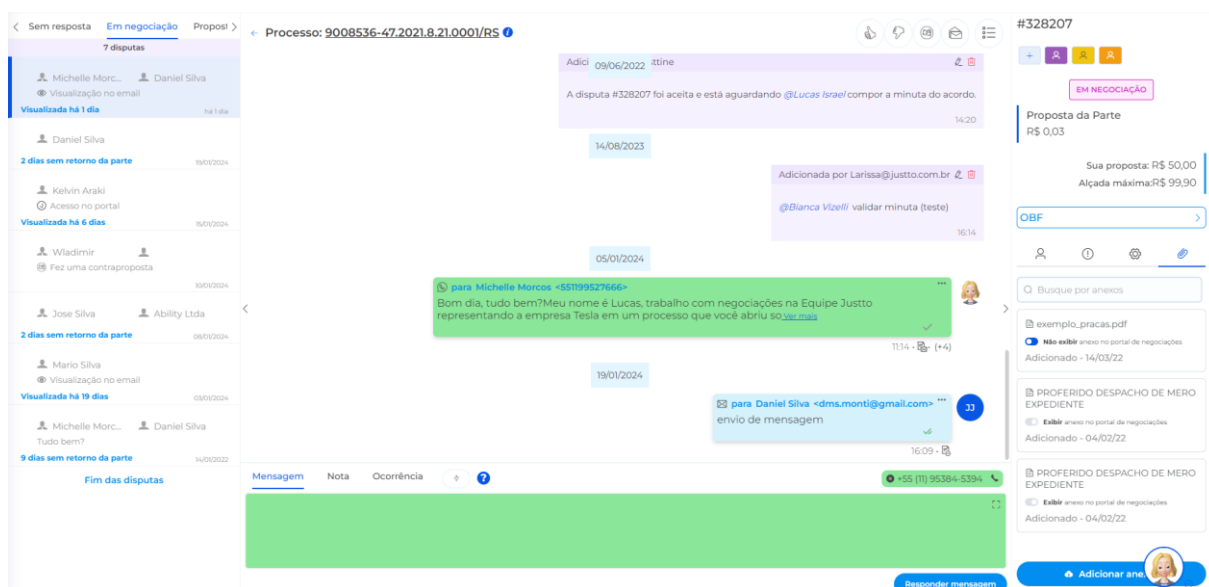 Sem resposta
Em negociação
Propost
7 disputas
Michelle Morc... Daniel Silva
Visualização no email
Visualizada há 1 dia
há 1 dia
Daniel Silva
2 dias sem retorno da parte
19/01/2024
Kelvin Araki
Acesso no portal
Visualizada há 6 dias
15/01/2024
Wladimir
Fez uma contraproposta
10/01/2024
Jose Silva Ability Ltda
2 dias sem retorno da parte
08/01/2024
Mario Silva
Visualização no email
Visualizada há 19 dias
03/01/2024
Michelle Morc... Daniel Silva
Tudo bem?
9 dias sem retorno da parte
14/01/2022
Fim das disputas
Processo: 9008536-47.2021.8.21.0001/RS
Adici
09/06/2022
ttine
A disputa #328207 foi aceita e está aguardando @Lucas Israel compor a minuta do acordo.
14:20
14/08/2023
Adicionada por Larissa@justto.com.br
@Bianca Vizelli validar minuta (teste)
16:14
05/01/2024
para Michelle Morcos <551199527666>
Bom dia, tudo bem?Meu nome é Lucas, trabalho com negociações na Equipe Justto
representando a empresa Tesla em um processo que você abriu so Ver mais
11:14 • (+4)
19/01/2024
para Daniel Silva <dms.monti@gmail.com>
envio de mensagem
JJ
16:09 •
Mensagem
Nota
Ocorrência
?
+55 (11) 95384-5394
Responder mensagem
#328207
+
EM NEGOCIAÇÃO
Proposta da Parte
R$ 0,03
Sua proposta: R$ 50,00
Alçada máxima:R$ 99,90
OBF
Busque por anexos
exemplo_pracas.pdf
Não exibir anexo no portal de negociações
Adicionado - 14/03/22
PROFERIDO DESPACHO DE MERO
EXPEDIENTE
Exibir anexo no portal de negociações
Adicionado - 04/02/22
PROFERIDO DESPACHO DE MERO
EXPEDIENTE
Exibir anexo no portal de negociações
Adicionado - 04/02/22
Adicionar ane